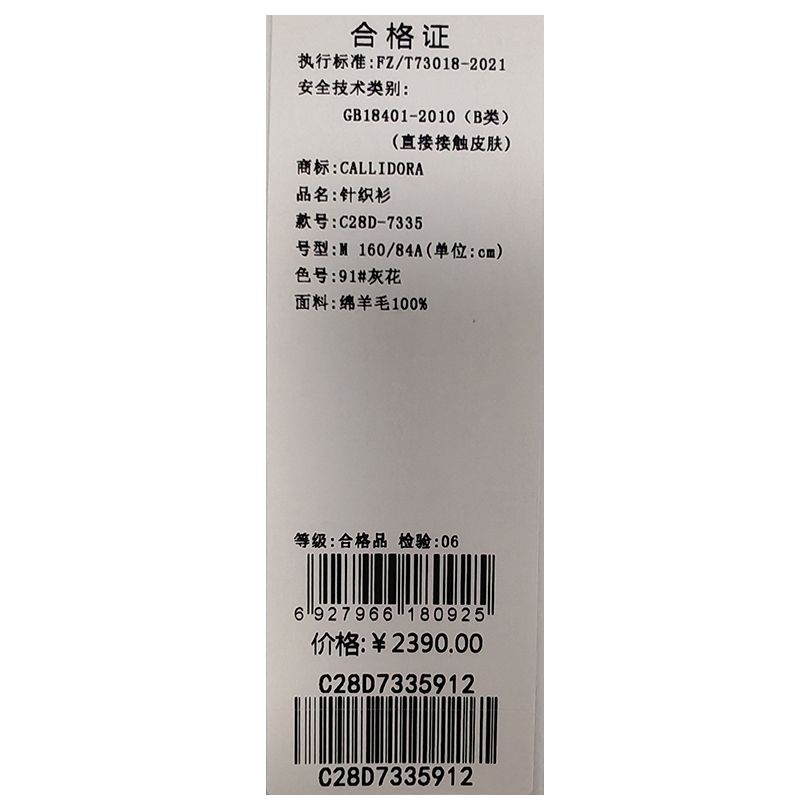 合格证
执行标准:FZ/T73018-2021
安全技术类别:
GB18401-2010（B类）
(直接接触皮肤)
商标:CALLIDORA
品名:针织衫
款号:C28D-7335
号型:M 160/84A(单位:cm)
色号:91#灰花
面料:绵羊毛100%
等级:合格品 检验:06
6 927966 180925
价格:￥2390.00
C28D7335912
C28D7335912